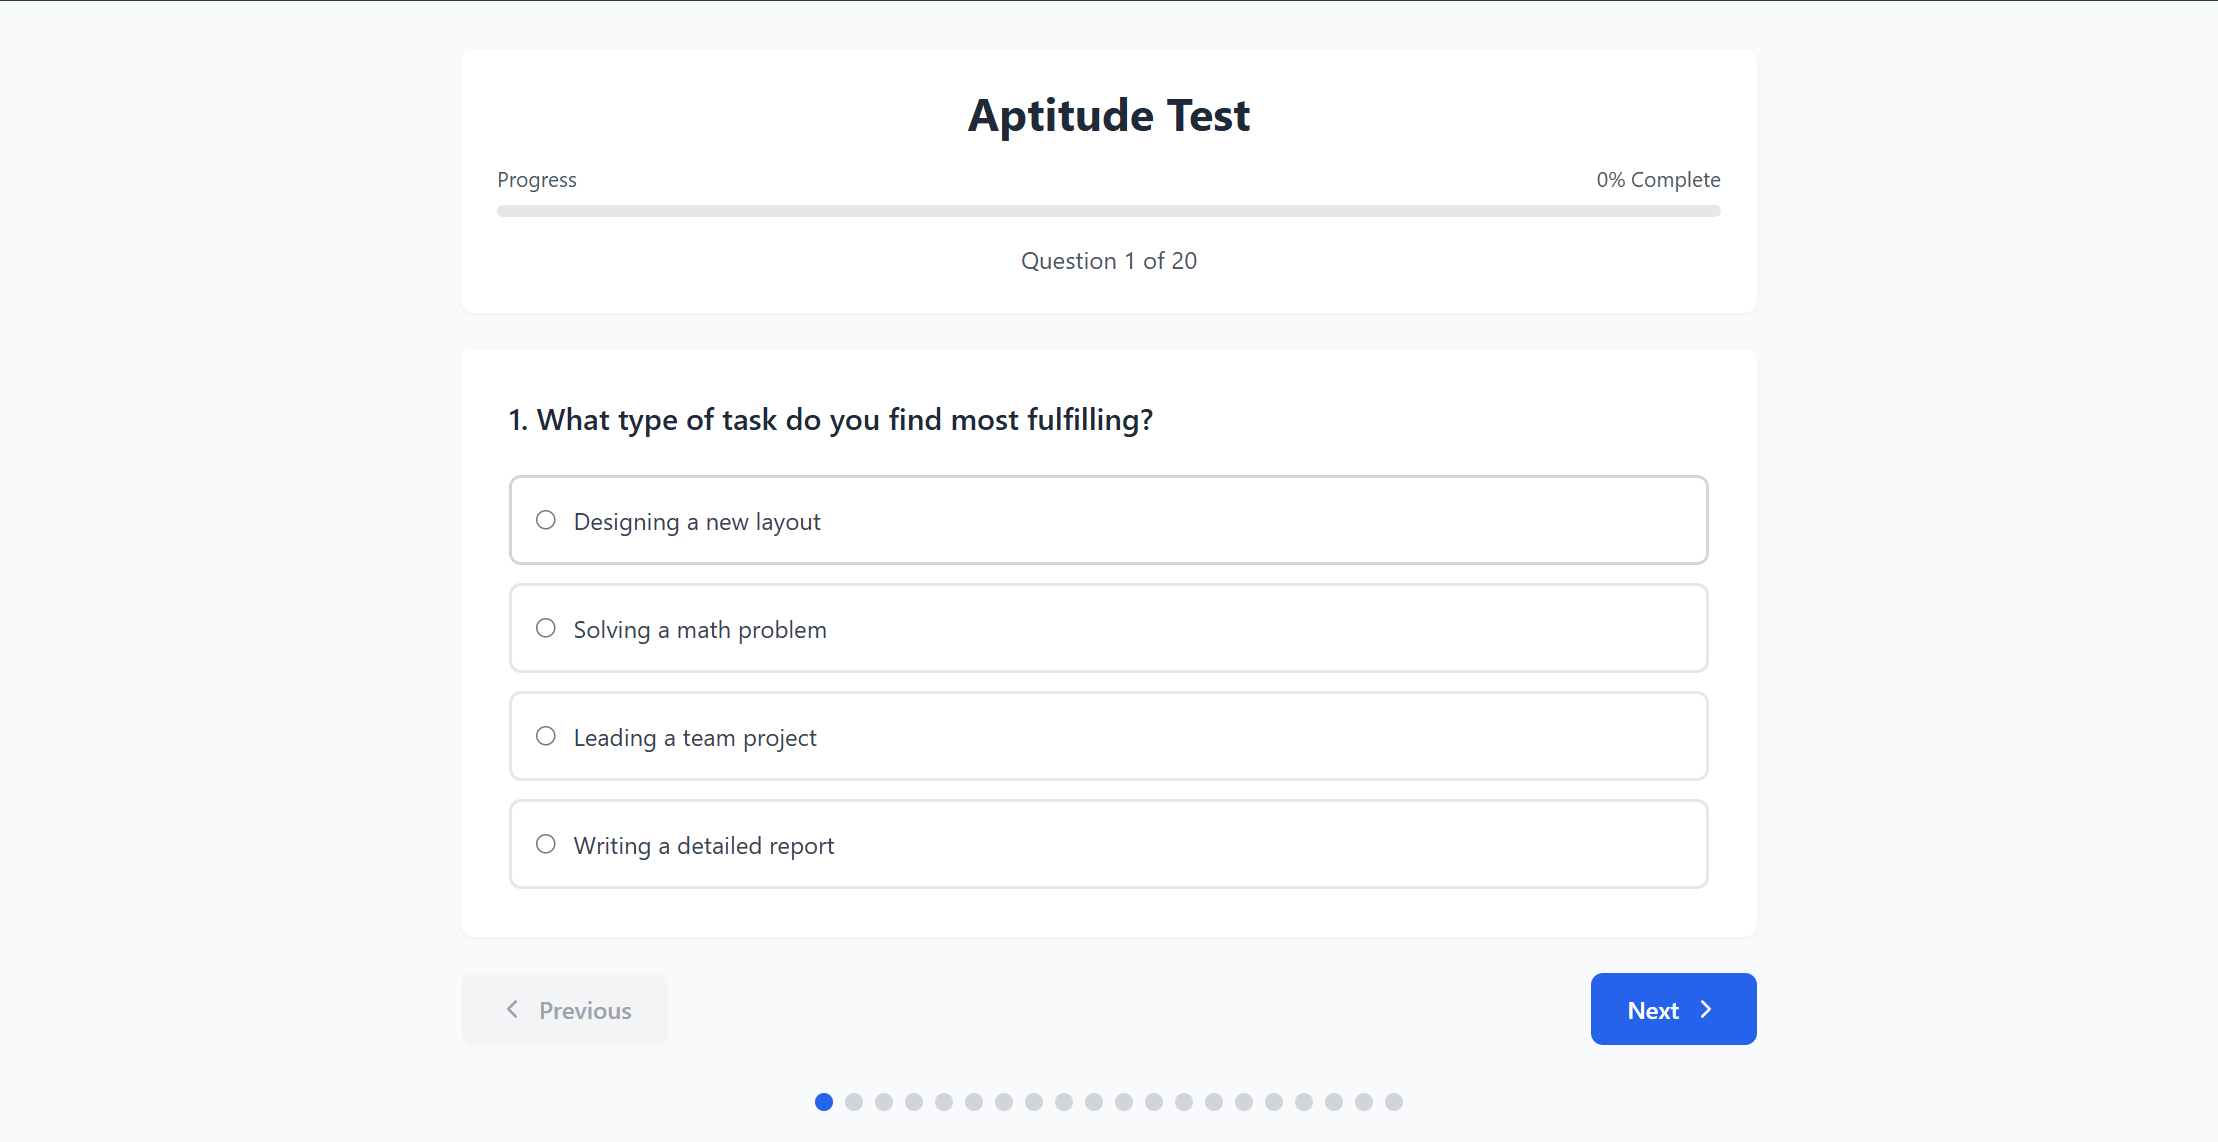 Aptitude Test
Progress
0% Complete
Question 1 of 20
1. What type of task do you find most fulfilling?
Designing a new layout
Solving a math problem
Leading a team project
Writing a detailed report
Previous
Next